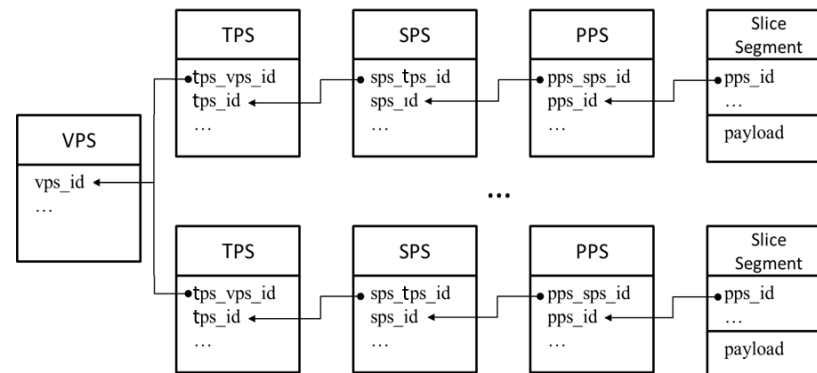 TPS
tps_vps_id
tps_id
...
SPS
sps_tps_id
sps_id
...
PPS
pps_sps_id
pps_id
...
Slice
Segment
pps_id
...
payload
VPS
vps_id
...
...
TPS
tps_vps_id
tps_id
...
SPS
sps_tps_id
sps_id
...
PPS
pps_sps_id
pps_id
...
Slice
Segment
pps_id
...
payload